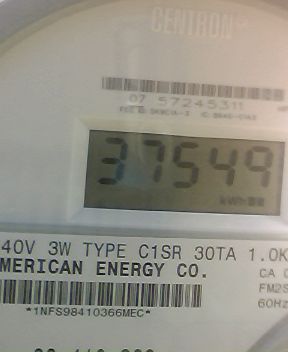 CENTRON
07 57245311
37549
kWh
40V 3W TYPE C1SR 30TA 1.0K
MERICAN ENERGY CO.
CA
FM2S
60Hz
*1NFS98410366MEC*